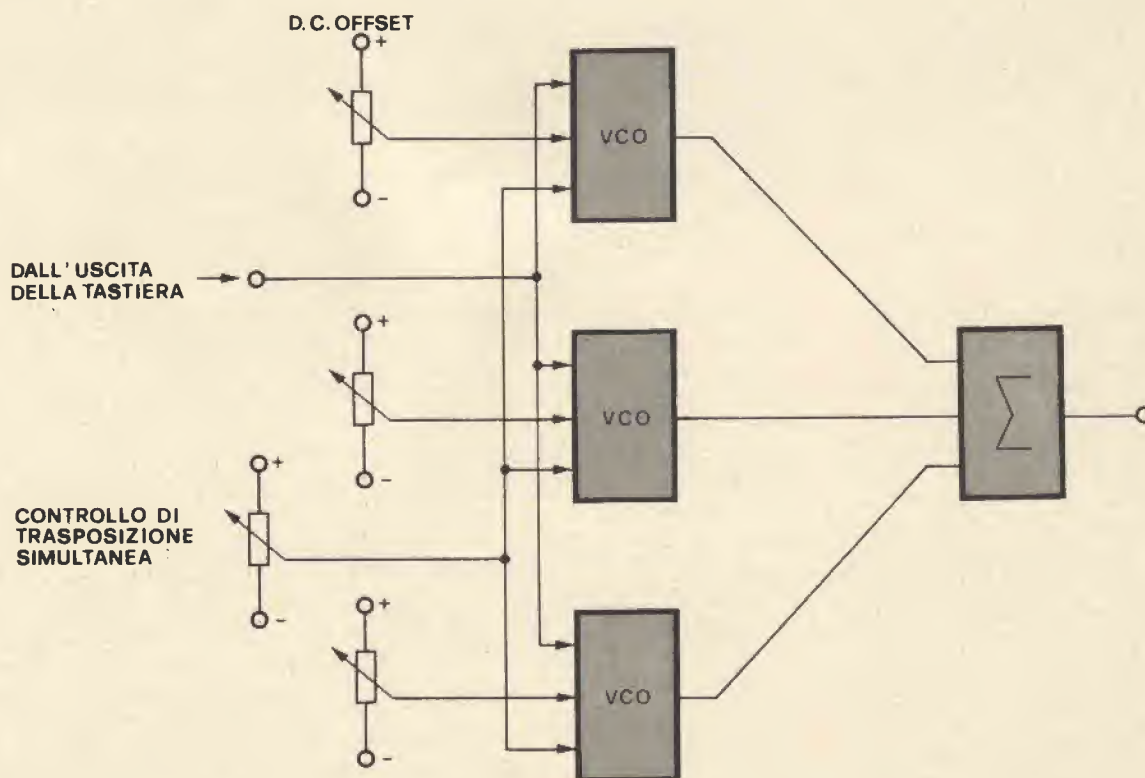 D.C. OFFSET
+
-
VCO
DALL'USCITA
DELLA TASTIERA
+
-
VCO
Σ
CONTROLLO DI
TRASPOSIZIONE
SIMULTANEA
+
-
+
-
VCO